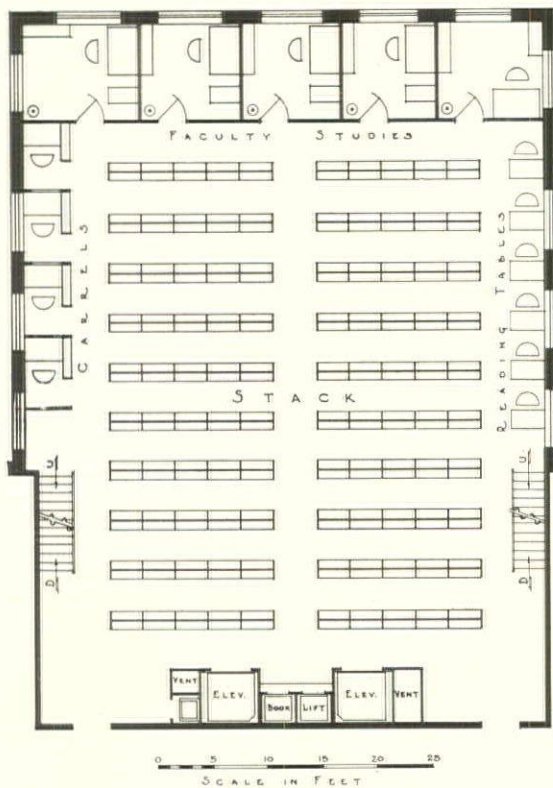 FACULTY STUDIES
CARRELS
READING TABLES
STACK
U
D
U
D
VENT
ELEV.
BOOK
LIFT
ELEV.
VENT
0 5 10 15 20 25
SCALE IN FEET